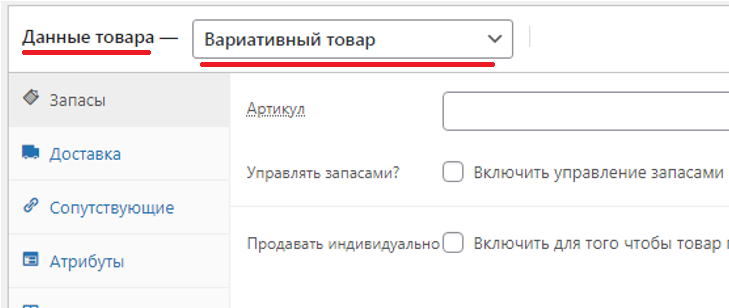 Данные товара — Вариативный товар
Запасы
Доставка
Сопутствующие
Атрибуты
Артикул
Управлять запасами? Включить управление запасами
Продавать индивидуально Включить для того чтобы товар